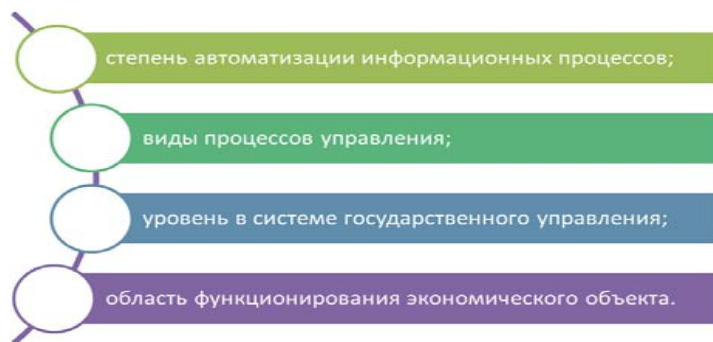 степень автоматизации информационных процессов;
виды процессов управления;
уровень в системе государственного управления;
область функционирования экономического объекта.